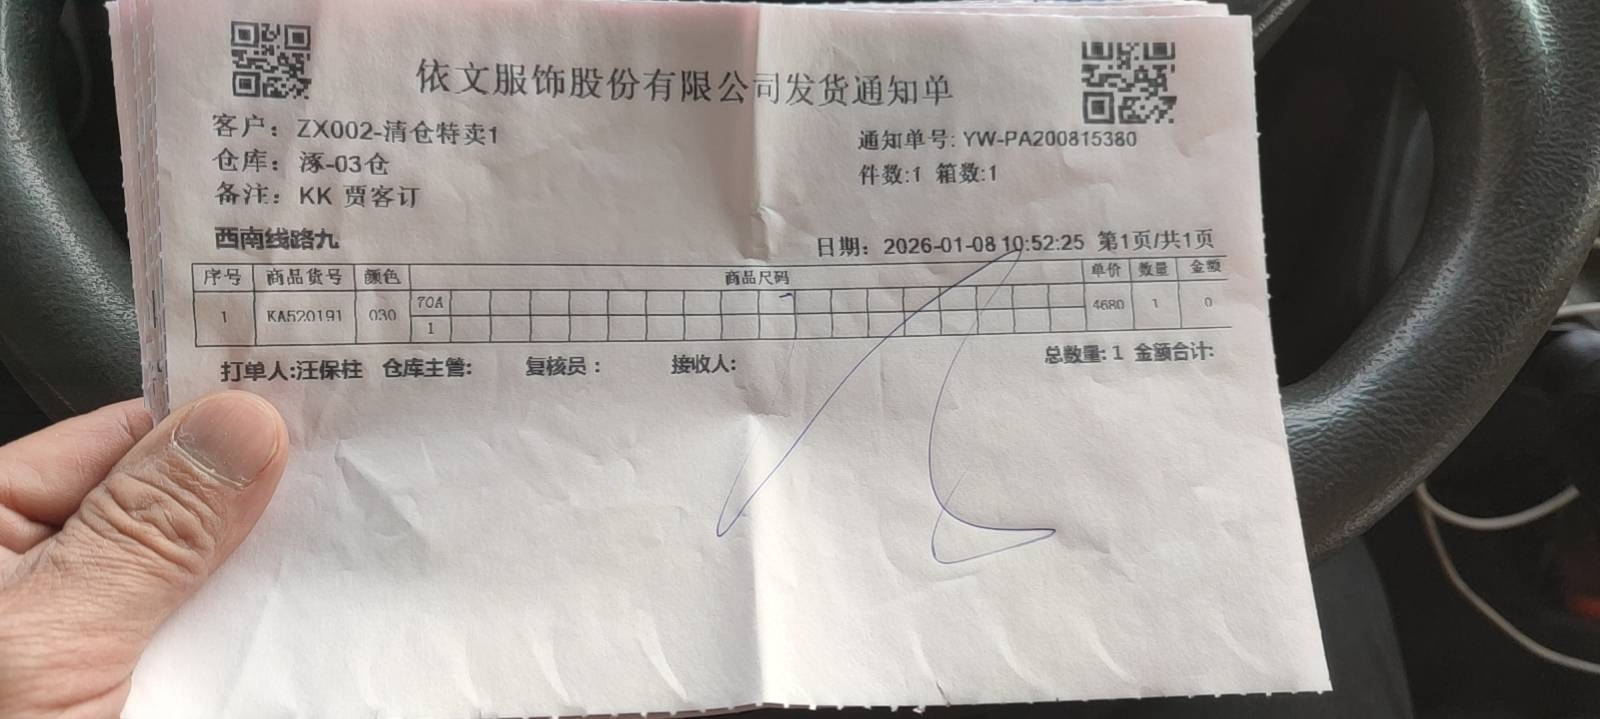 依文服饰股份有限公司发货通知单
客户：ZX002-清仓特卖1
通知单号: YW-PA200815380
仓库：涿-03仓
件数:1 箱数:1
备注：KK 贾客订
西南线路九
日期：2026-01-08 10:52:25 第1页/共1页
序号 商品货号 颜色 商品尺码 单价 数量 金额
70A
1 KA520191 030 4680 1 0
1
打单人:汪保柱 仓库主管: 复核员： 接收人: 总数量: 1 金额合计: